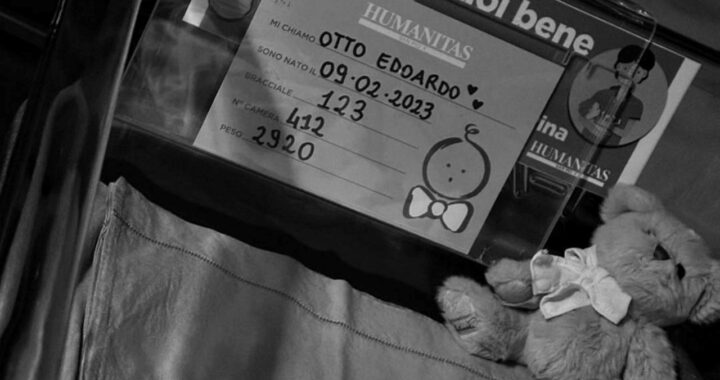 HUMANITAS
MI CHIAMO OTTO EDOARDO
SONO NATO IL 09.02.2023
BRACCIALE 123
N° CAMERA 412
PESO 2920
uoi bene
ina
HUMANITAS